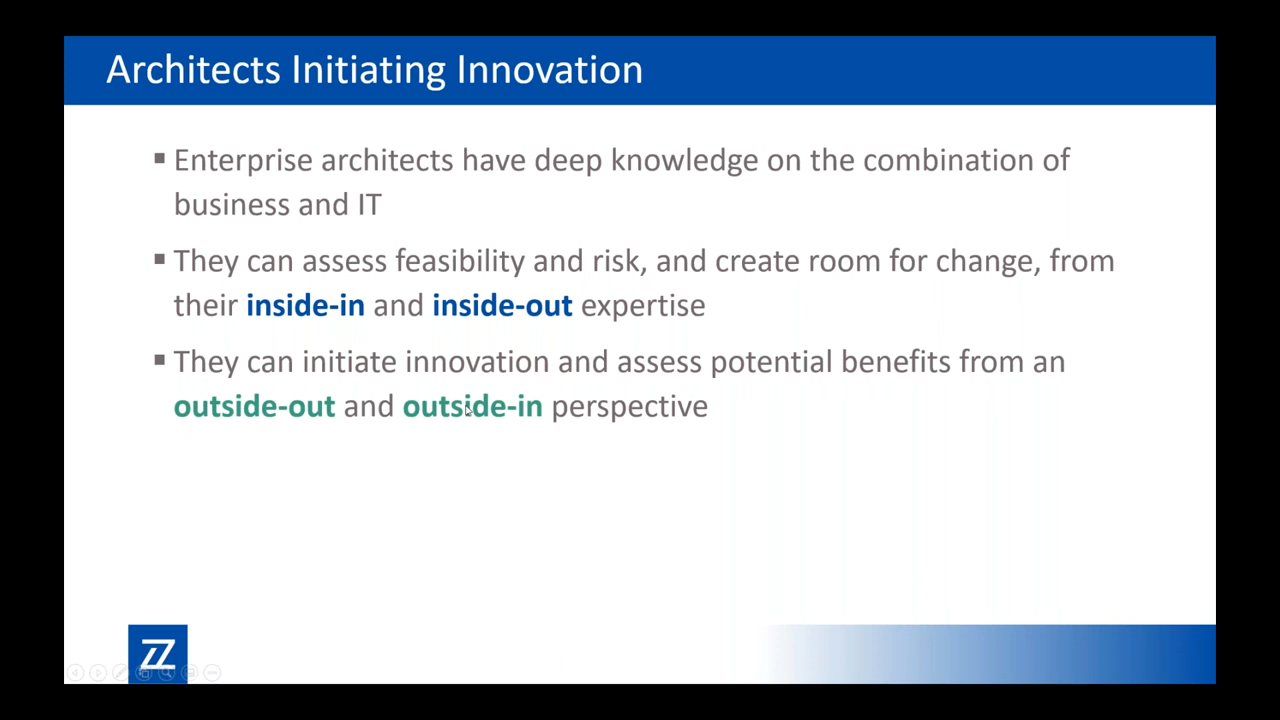 Architects Initiating Innovation
▪ Enterprise architects have deep knowledge on the combination of
business and IT
▪ They can assess feasibility and risk, and create room for change, from
their inside-in and inside-out expertise
▪ They can initiate innovation and assess potential benefits from an
outside-out and outside-in perspective